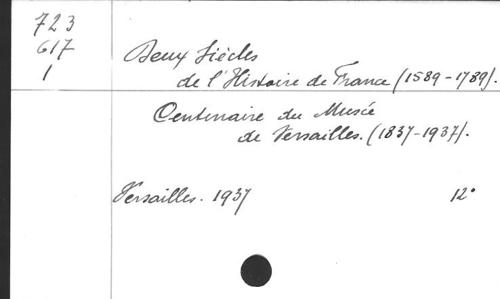 723
617
1
Deux Siècles
de l'Histoire de France (1589-1789).
Centenaire du Musée
de Versailles. (1837-1937).
Versailles. 1937 12°